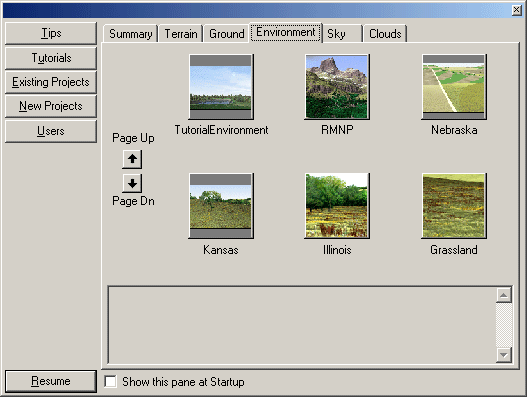 Tips
Tutorials
Existing Projects
New Projects
Users
Summary Terrain Ground Environment Sky Clouds
Page Up
Page Dn
TutorialEnvironment RMNP Nebraska
Kansas Illinois Grassland
Resume
Show this pane at Startup